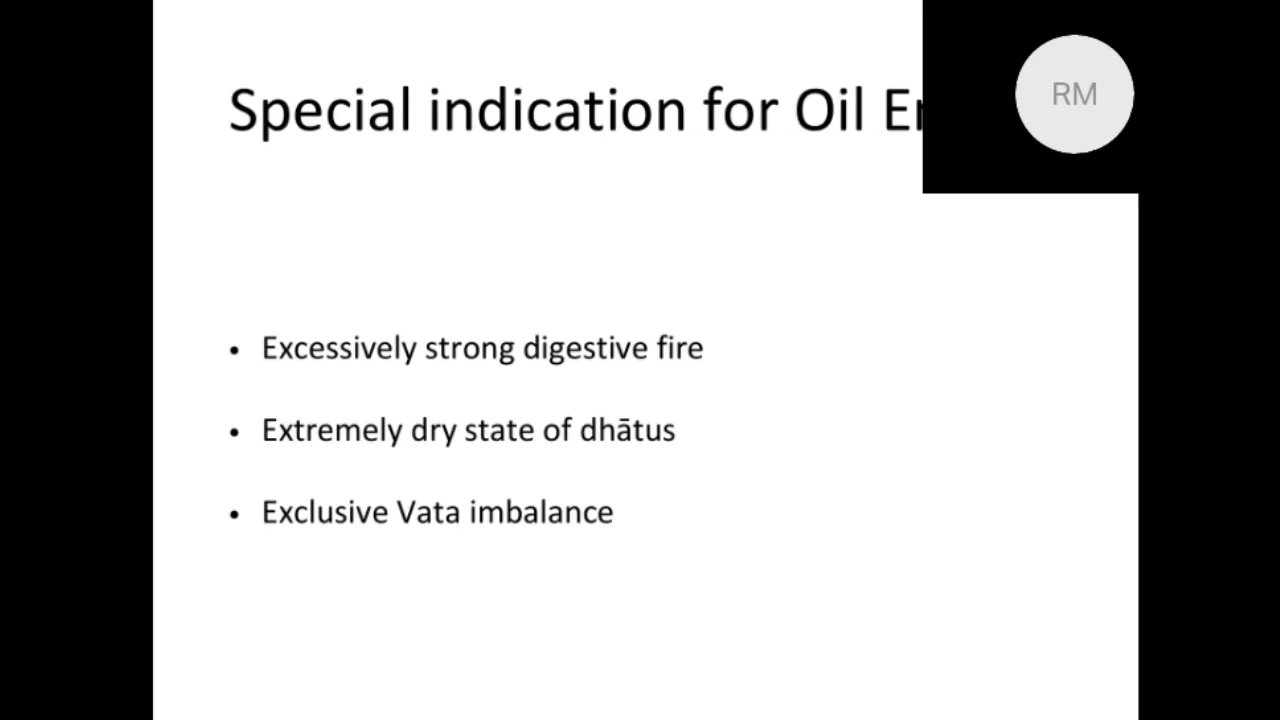 Special indication for Oil
RM
• Excessively strong digestive fire
• Extremely dry state of dhātus
• Exclusive Vata imbalance